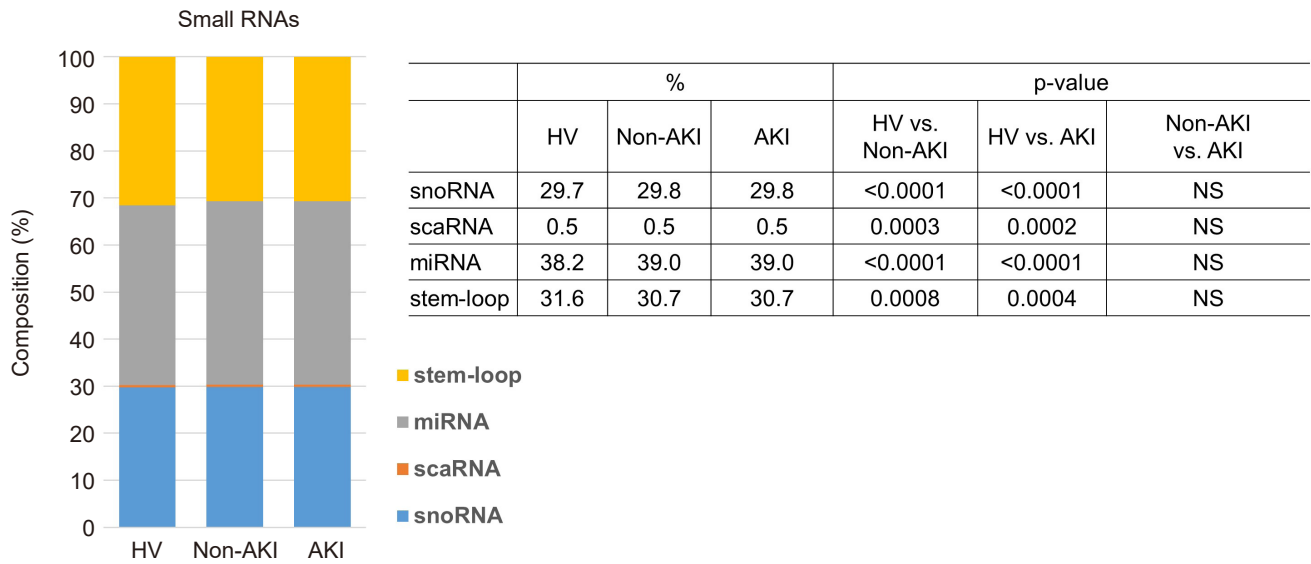 Small RNAs
Composition (%)
100
90
80
70
60
50
40
30
20
10
0
HV Non-AKI AKI
% p-value
HV Non-AKI AKI HV vs. Non-AKI HV vs. AKI Non-AKI vs. AKI
snoRNA 29.7 29.8 29.8 <0.0001 <0.0001 NS
scaRNA 0.5 0.5 0.5 0.0003 0.0002 NS
miRNA 38.2 39.0 39.0 <0.0001 <0.0001 NS
stem-loop 31.6 30.7 30.7 0.0008 0.0004 NS
stem-loop
miRNA
scaRNA
snoRNA